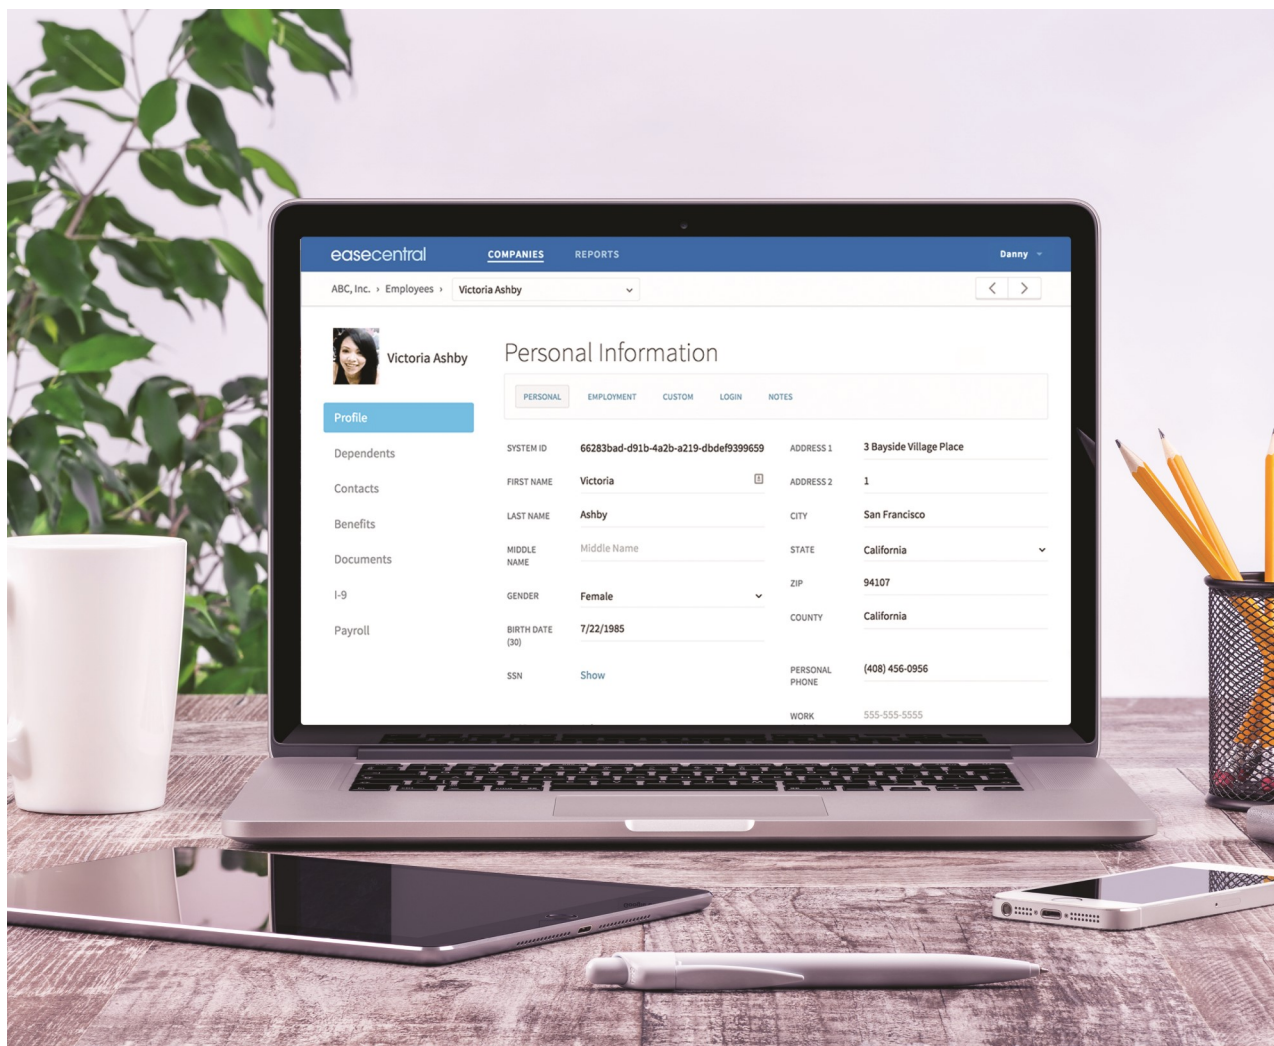 easecentral COMPANIES REPORTS Danny
ABC, Inc. › Employees › Victoria Ashby
Victoria Ashby
Personal Information
PERSONAL EMPLOYMENT CUSTOM LOGIN NOTES
Profile
Dependents
Contacts
Benefits
Documents
I-9
Payroll
SYSTEM ID 66283bad-d91b-4a2b-a219-dbdef9399659
FIRST NAME Victoria
LAST NAME Ashby
MIDDLE NAME Middle Name
GENDER Female
BIRTH DATE (30) 7/22/1985
SSN Show
ADDRESS 1 3 Bayside Village Place
ADDRESS 2 1
CITY San Francisco
STATE California
ZIP 94107
COUNTY California
PERSONAL PHONE (408) 456-0956
WORK 555-555-5555